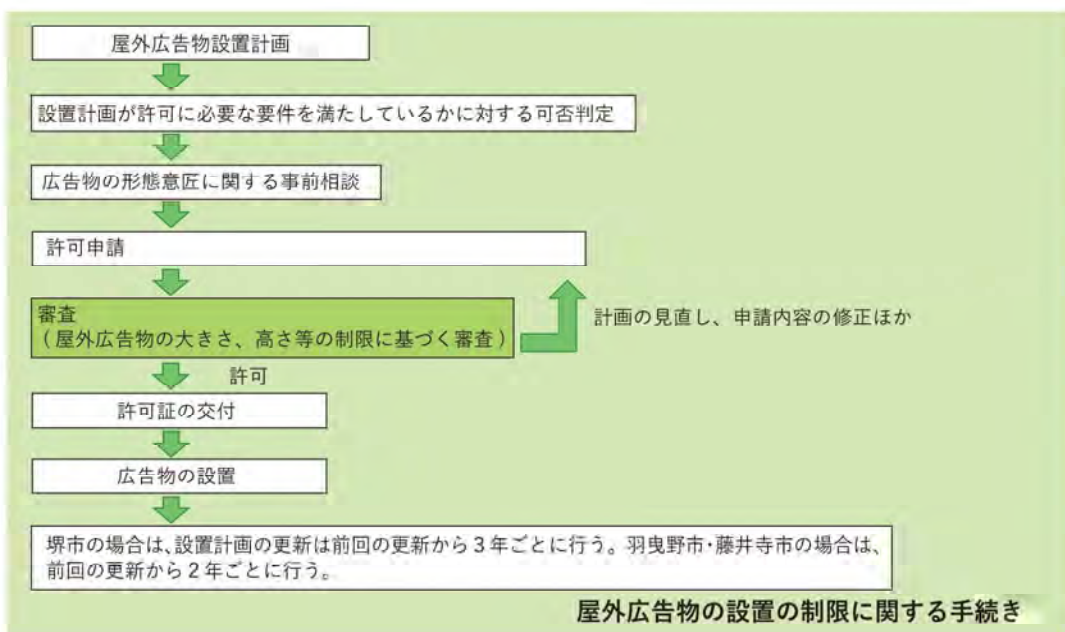 屋外広告物設置計画
設置計画が許可に必要な要件を満たしているかに対する可否判定
広告物の形態意匠に関する事前相談
許可申請
審査
(屋外広告物の大きさ、高さ等の制限に基づく審査)
計画の見直し、申請内容の修正ほか
許可
許可証の交付
広告物の設置
堺市の場合は、設置計画の更新は前回の更新から3年ごとに行う。羽曳野市・藤井寺市の場合は、
前回の更新から2年ごとに行う。
屋外広告物の設置の制限に関する手続き